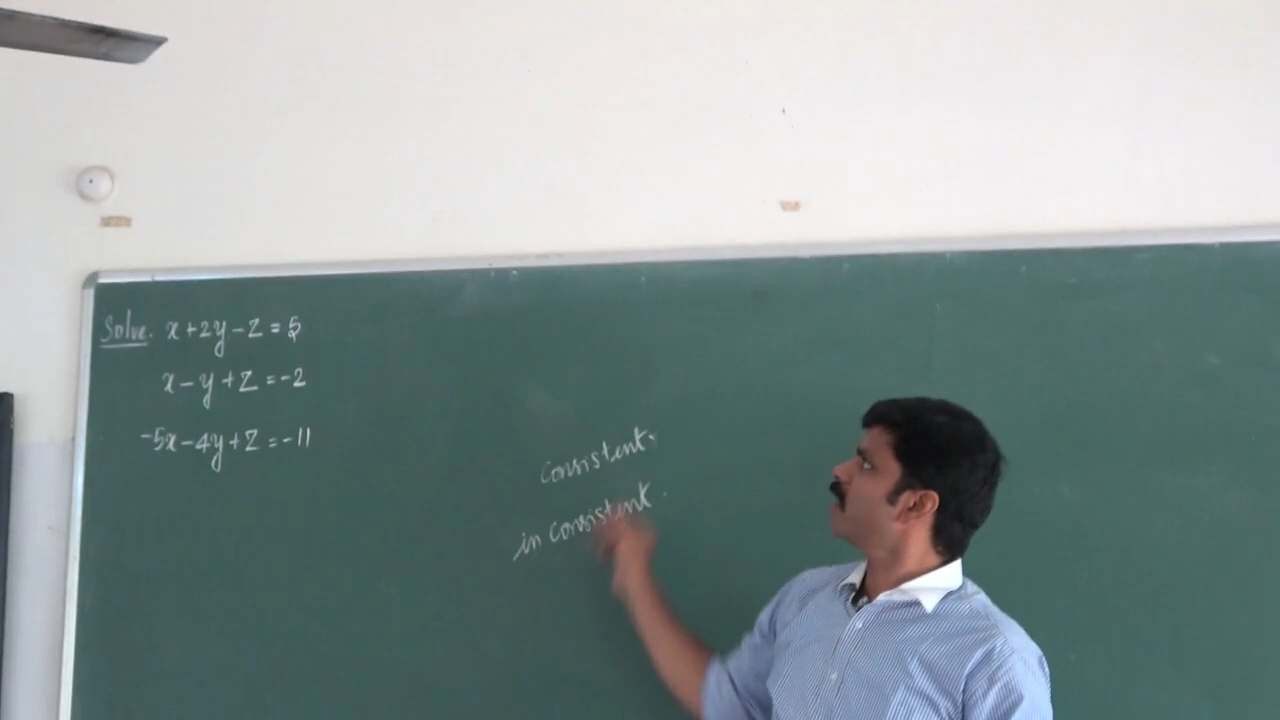 Solve. x+2y-z=5
x-y+z=-2
-5x-4y+z=-11
consistent.
in consistent.